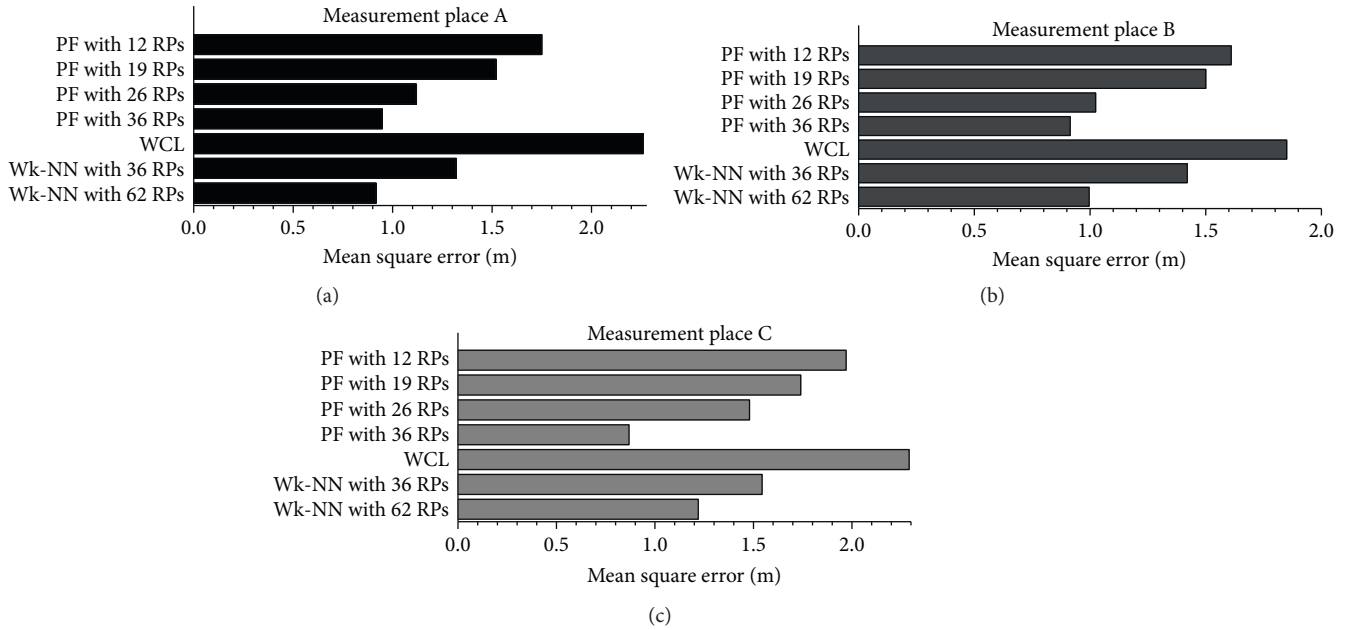 Measurement place A
PF with 12 RPs
PF with 19 RPs
PF with 26 RPs
PF with 36 RPs
WCL
Wk-NN with 36 RPs
Wk-NN with 62 RPs
0.0 0.5 1.0 1.5 2.0
Mean square error (m)
(a)
Measurement place B
PF with 12 RPs
PF with 19 RPs
PF with 26 RPs
PF with 36 RPs
WCL
Wk-NN with 36 RPs
Wk-NN with 62 RPs
0.0 0.5 1.0 1.5 2.0
Mean square error (m)
(b)
Measurement place C
PF with 12 RPs
PF with 19 RPs
PF with 26 RPs
PF with 36 RPs
WCL
Wk-NN with 36 RPs
Wk-NN with 62 RPs
0.0 0.5 1.0 1.5 2.0
Mean square error (m)
(c)